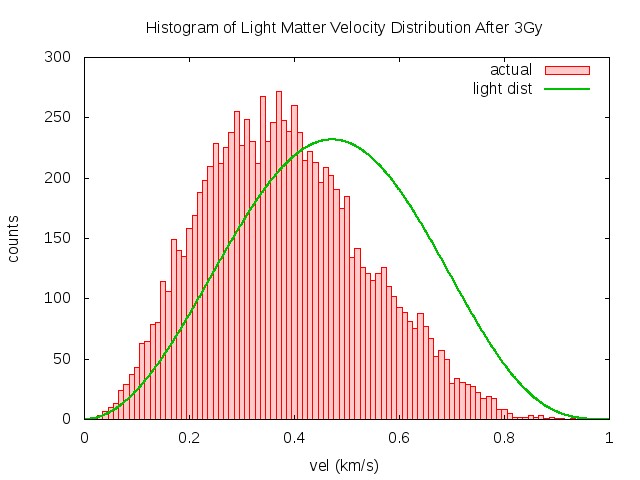 Histogram of Light Matter Velocity Distribution After 3Gy
300
250
200
150
100
50
0
counts
actual
light dist
0 0.2 0.4 0.6 0.8 1
vel (km/s)